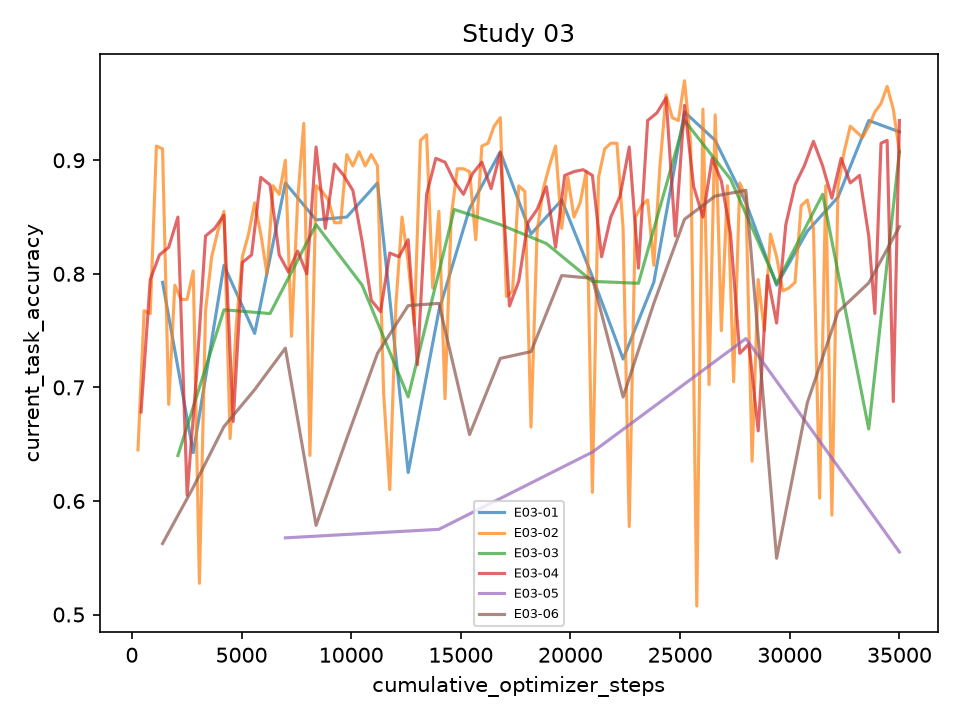 Study 03
current_task_accuracy
0.9
0.8
0.7
0.6
0.5
E03-01
E03-02
E03-03
E03-04
E03-05
E03-06
0 5000 10000 15000 20000 25000 30000 35000
cumulative_optimizer_steps